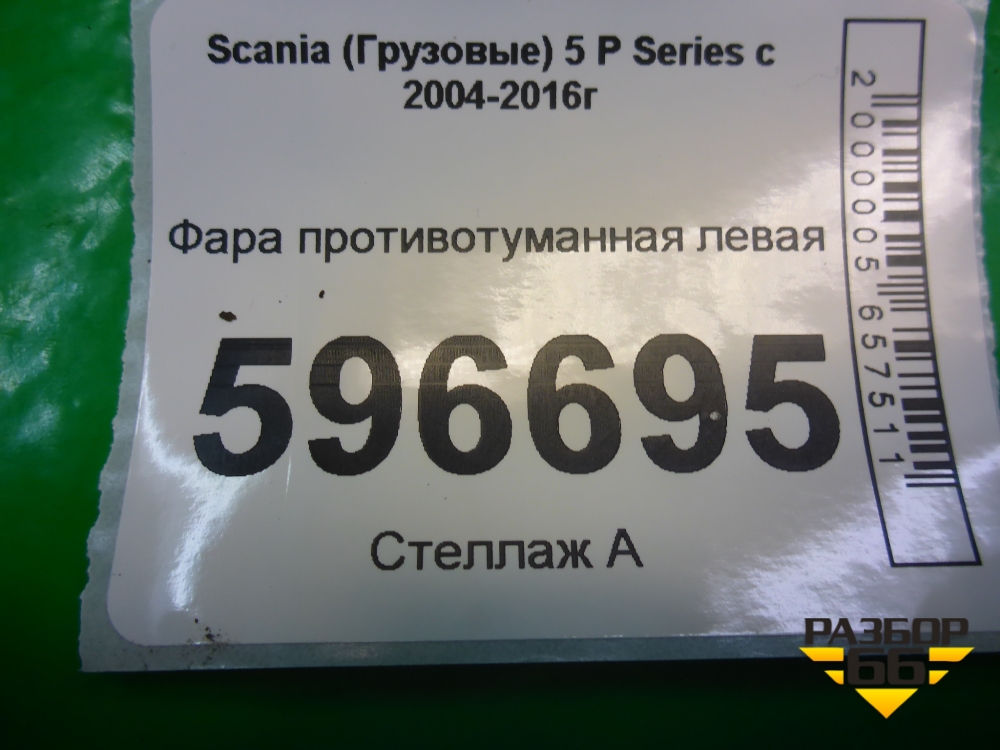 Scania (Грузовые) 5 P Series с
2004-2016г
Фара противотуманная левая
596695
Стеллаж А
2000005657511
РАЗБОР
66